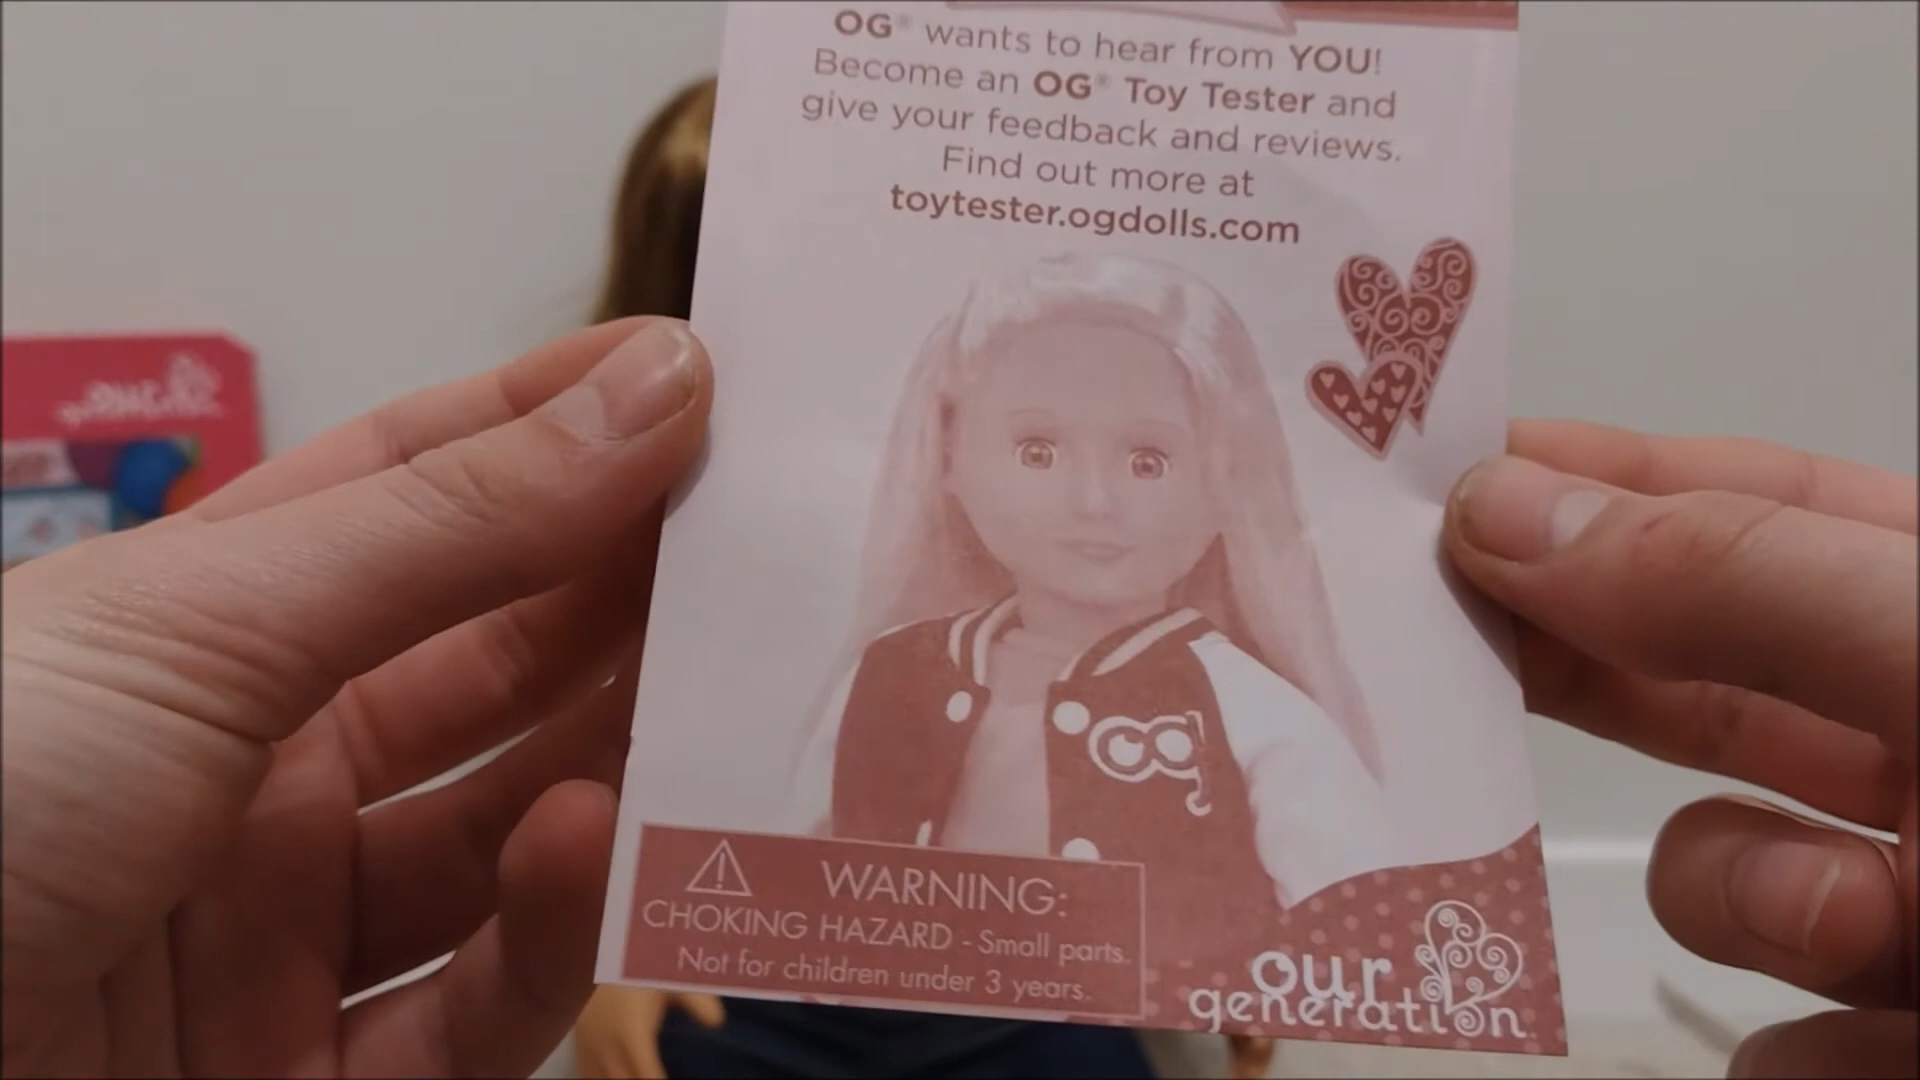 OG® wants to hear from YOU!
Become an OG® Toy Tester and
give your feedback and reviews.
Find out more at
toytester.ogdolls.com
og
WARNING:
CHOKING HAZARD - Small parts.
Not for children under 3 years.
our
generation